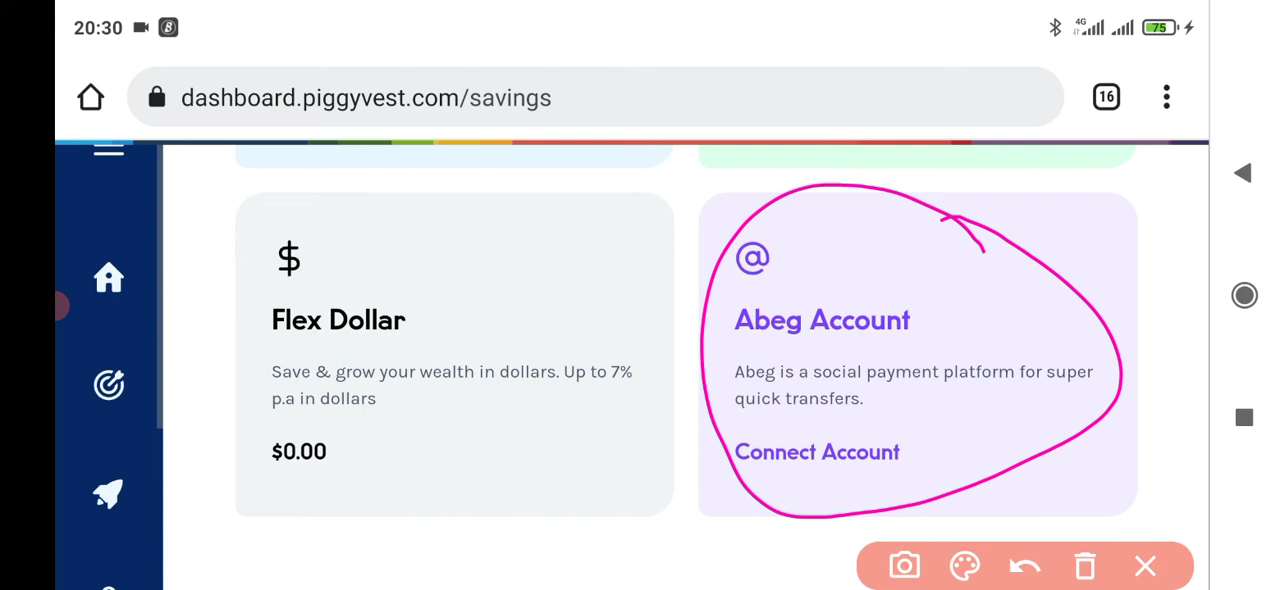 20:30
4G
75
dashboard.piggyvest.com/savings
16
$
Flex Dollar
Save & grow your wealth in dollars. Up to 7%
p.a in dollars
$0.00
@
Abeg Account
Abeg is a social payment platform for super
quick transfers.
Connect Account